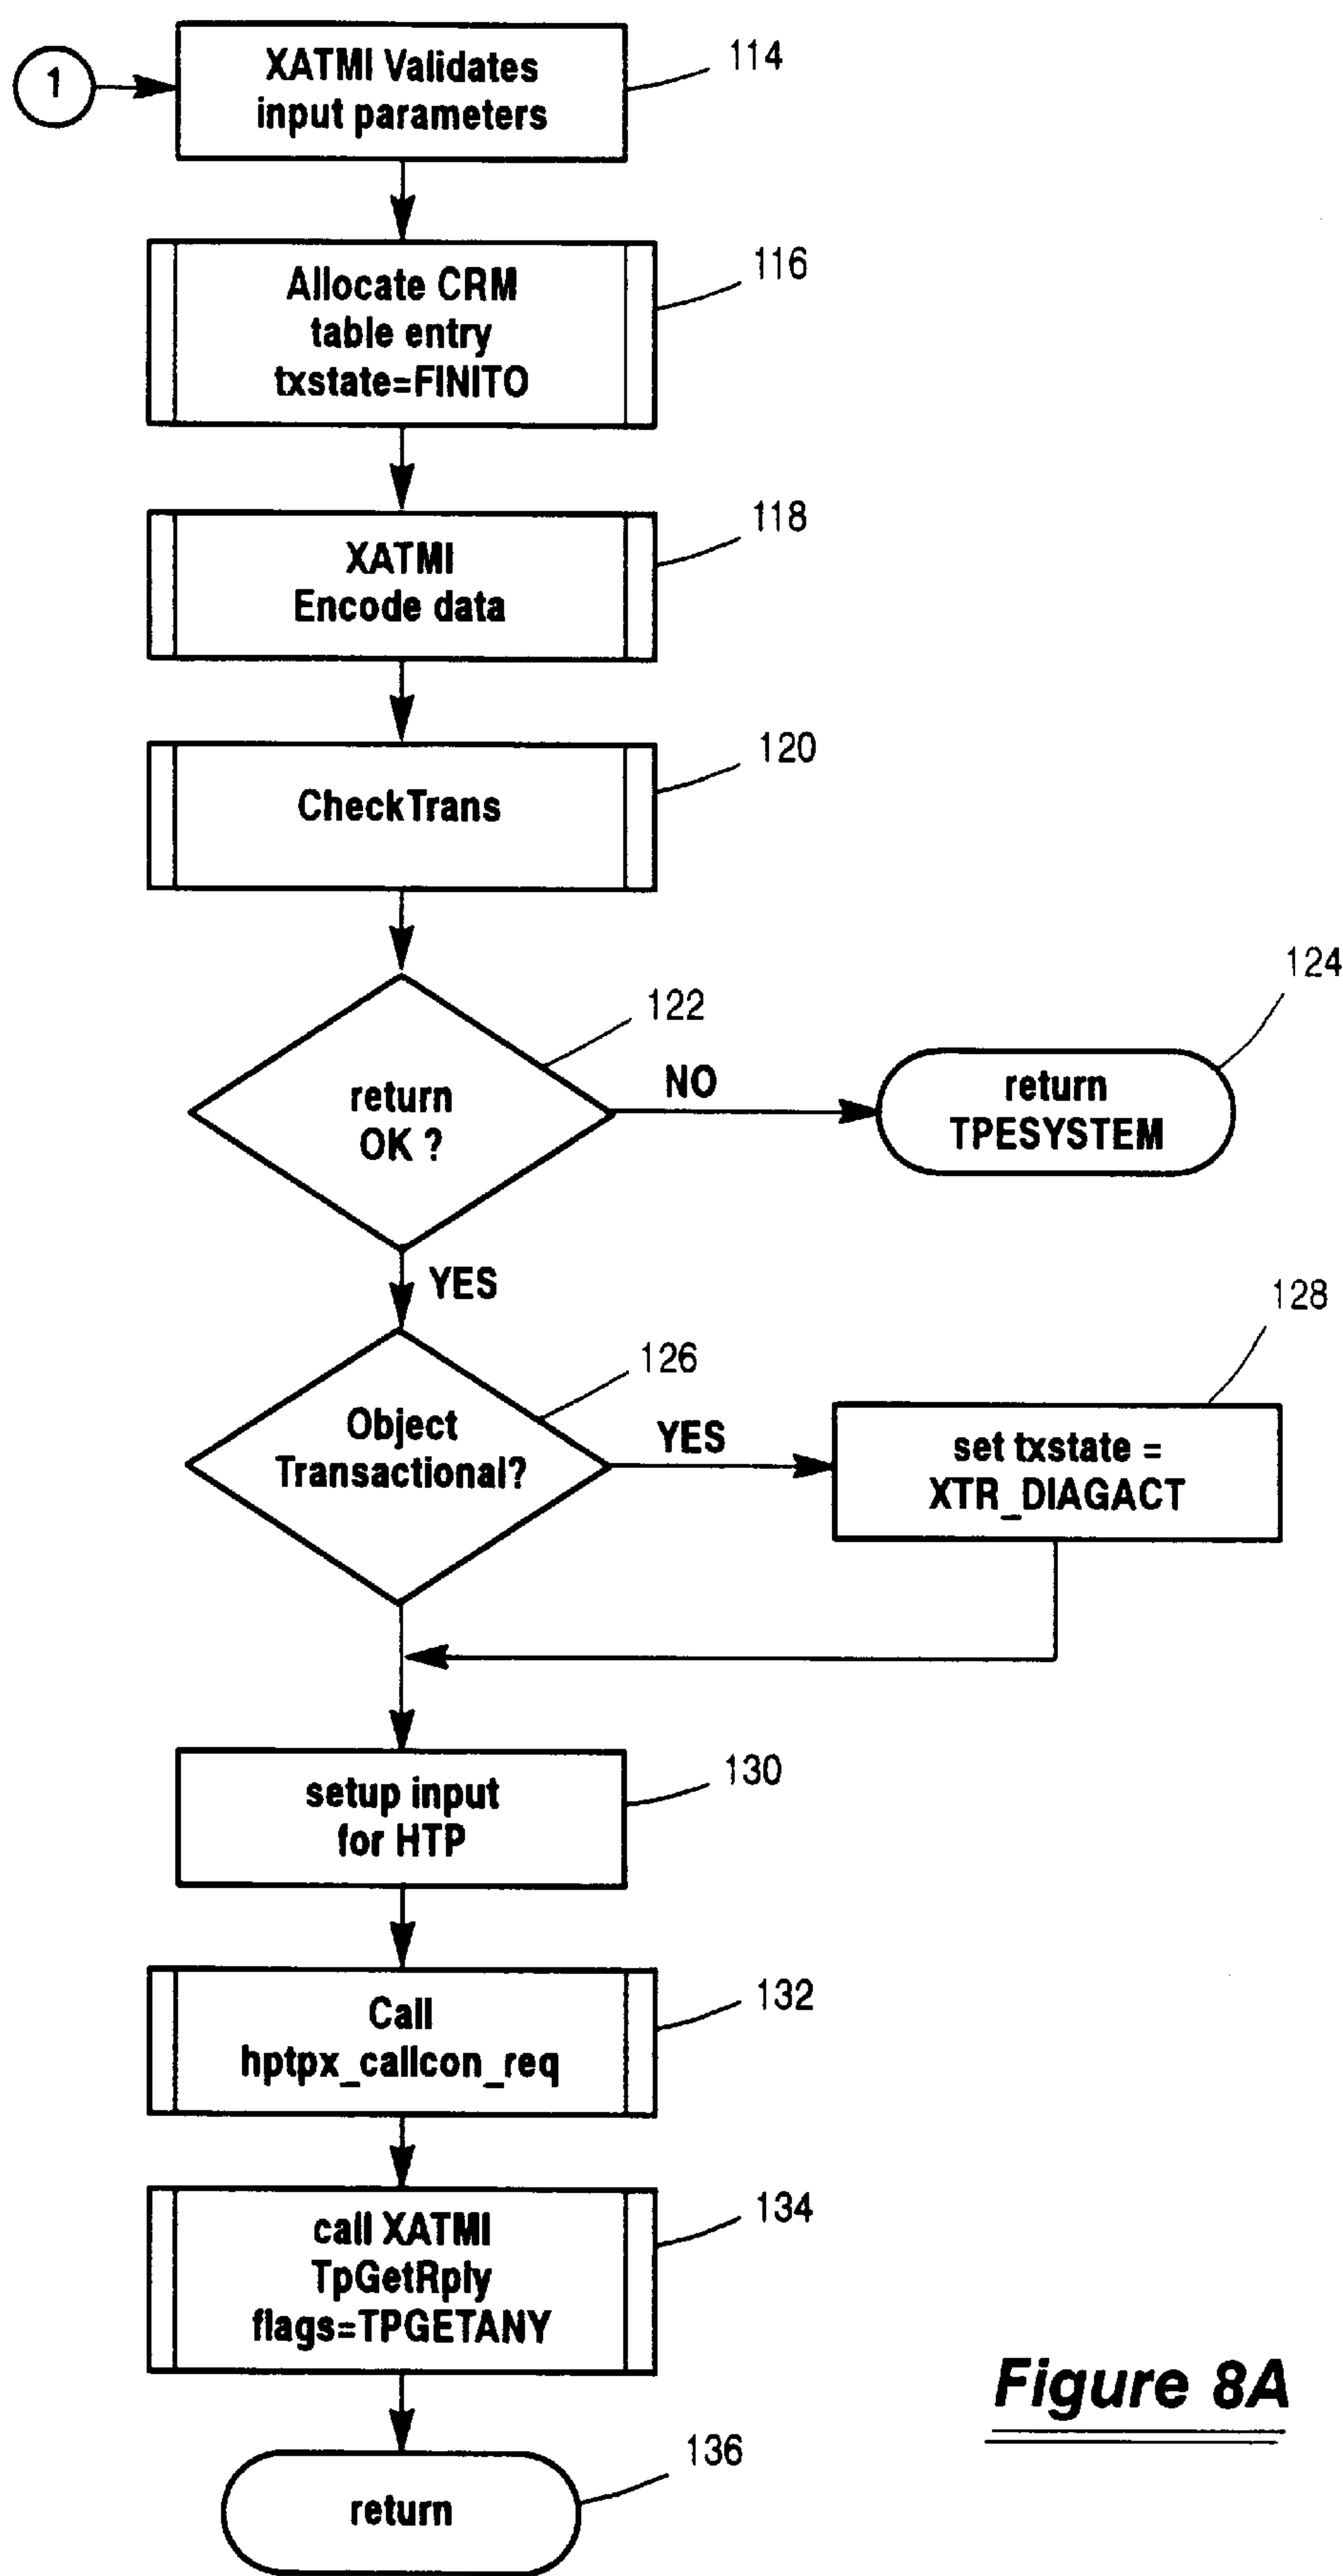 1
XATMI Validates
input parameters
114
Allocate CRM
table entry
txstate=FINITO
116
XATMI
Encode data
118
CheckTrans
120
return
OK ?
122
NO
return
TPESYSTEM
124
YES
Object
Transactional?
126
YES
set txstate =
XTR_DIAGACT
128
setup input
for HTP
130
Call
hptpx_callcon_req
132
call XATMI
TpGetRply
flags=TPGETANY
134
return
136
Figure 8A